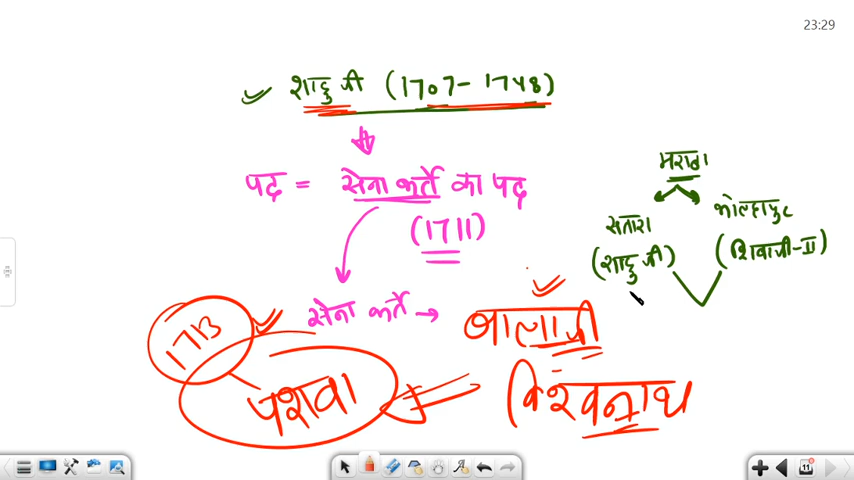 23:29
शाहु जी (1707-1748)
पद = सेना कर्ते का पद
(1711)
मराठा
सतारा
(शाहु जी)
कोल्हापुर
(शिवाजी-II)
1713
सेना कर्ते → बालाजी
पेशवा
विश्वनाथ
11